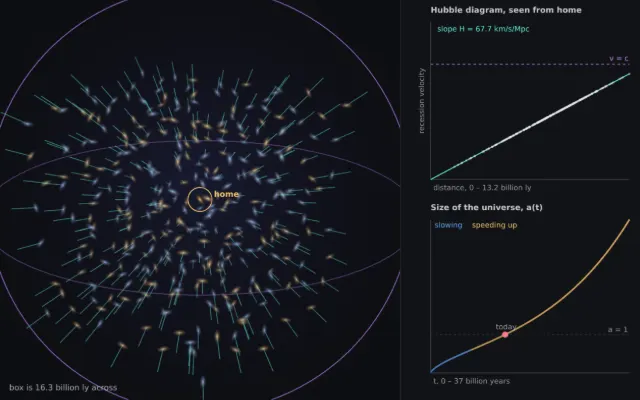 home
box is 16.3 billion ly across
Hubble diagram, seen from home
slope H = 67.7 km/s/Mpc
v = c
recession velocity
distance, 0 – 13.2 billion ly
Size of the universe, a(t)
slowing speeding up
today
a = 1
t, 0 – 37 billion years